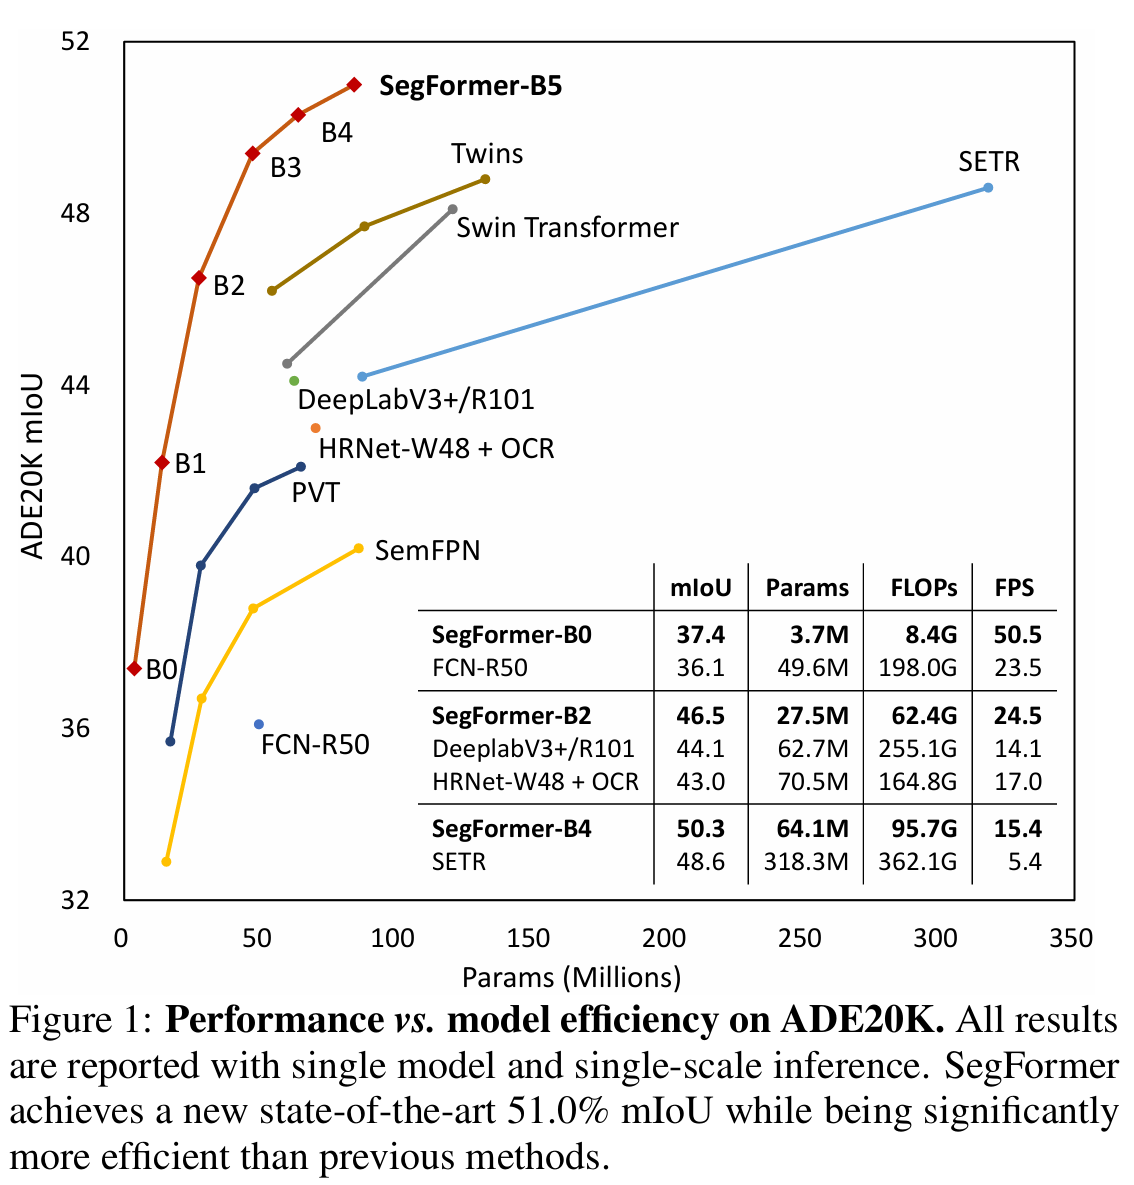 52
48
44
40
36
32
ADE20K mIoU
SegFormer-B5
B4
B3
B2
B1
B0
Twins
Swin Transformer
SETR
DeepLabV3+/R101
HRNet-W48 + OCR
PVT
SemFPN
FCN-R50
mIoU Params FLOPs FPS
SegFormer-B0 37.4 3.7M 8.4G 50.5
FCN-R50 36.1 49.6M 198.0G 23.5
SegFormer-B2 46.5 27.5M 62.4G 24.5
DeeplabV3+/R101 44.1 62.7M 255.1G 14.1
HRNet-W48 + OCR 43.0 70.5M 164.8G 17.0
SegFormer-B4 50.3 64.1M 95.7G 15.4
SETR 48.6 318.3M 362.1G 5.4
0 50 100 150 200 250 300 350
Params (Millions)
Figure 1: Performance vs. model efficiency on ADE20K. All results
are reported with single model and single-scale inference. SegFormer
achieves a new state-of-the-art 51.0% mIoU while being significantly
more efficient than previous methods.